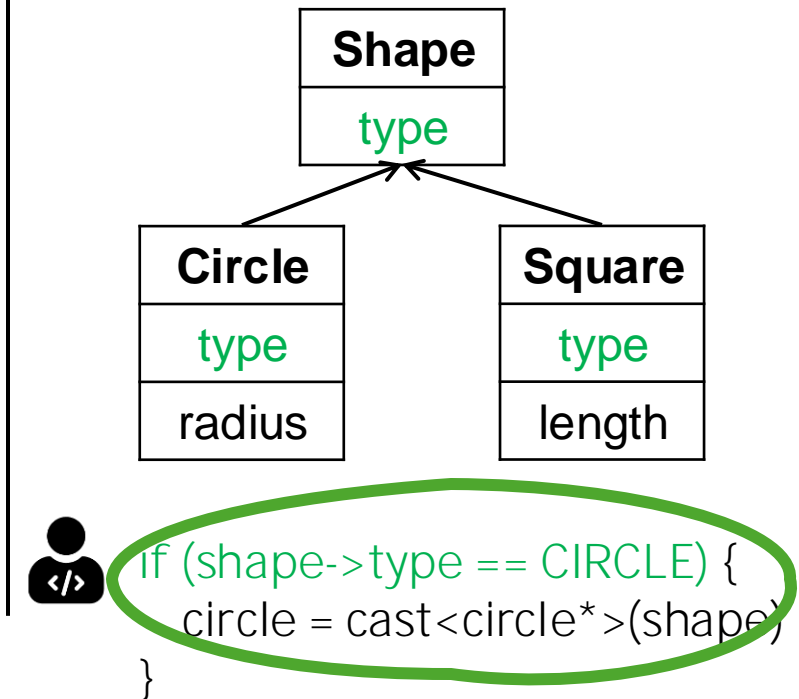 Shape
type
Circle
Square
type
type
radius
length
</>
if (shape->type == CIRCLE) {
circle = cast<circle*>(shape)
}